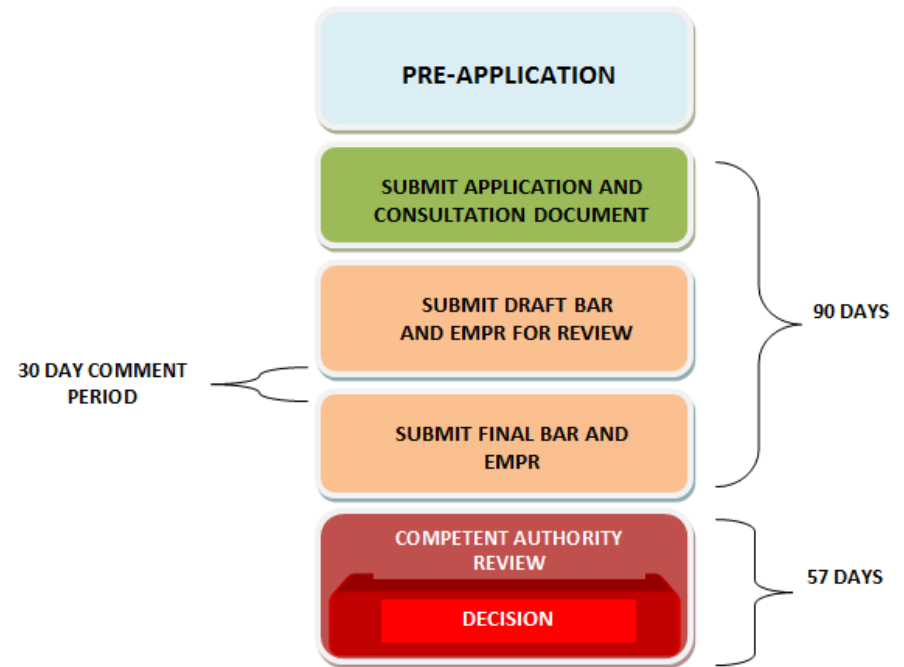 PRE-APPLICATION
SUBMIT APPLICATION AND
CONSULTATION DOCUMENT
SUBMIT DRAFT BAR
AND EMPR FOR REVIEW
90 DAYS
30 DAY COMMENT
PERIOD
SUBMIT FINAL BAR AND
EMPR
COMPETENT AUTHORITY
REVIEW
57 DAYS
DECISION